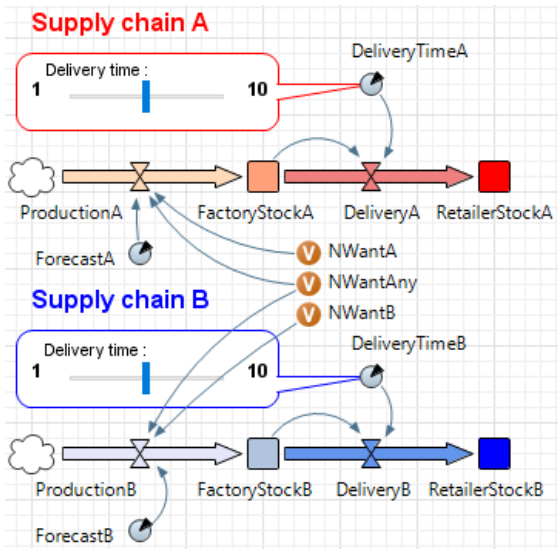 Supply chain A
DeliveryTimeA
Delivery time :
1 10
ProductionA FactoryStockA DeliveryA RetailerStockA
ForecastA
V NWantA
V NWantAny
V NWantB
Supply chain B
DeliveryTimeB
Delivery time :
1 10
ProductionB FactoryStockB DeliveryB RetailerStockB
ForecastB